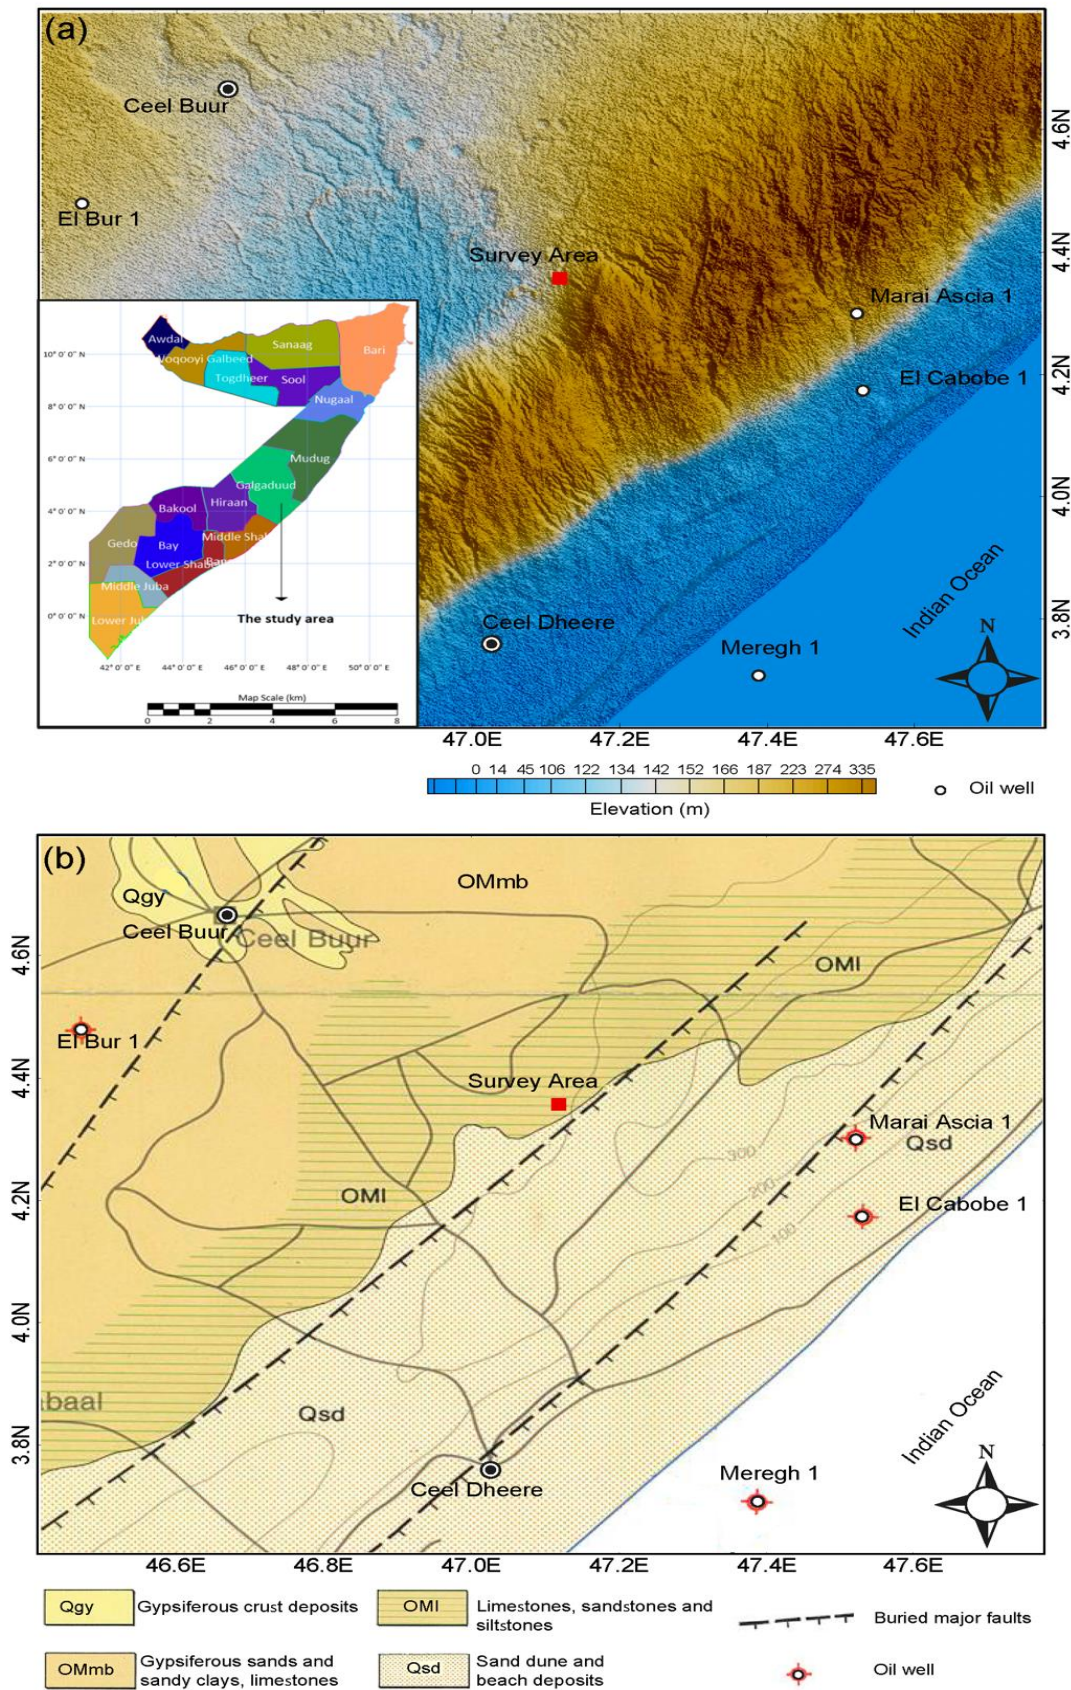 (a)
Ceel Buur
El Bur 1
Survey Area
Marai Ascia 1
El Cabobe 1
Ceel Dheere
Meregh 1
Indian Ocean
N
4.6N
4.4N
4.2N
4.0N
3.8N
Awdal
Woqooyi Galbeed
Togdheer
Sanaag
Sool
Bari
Nugaal
Mudug
Galgaduud
Hiraan
Bakool
Middle Shab
Gedo
Bay
Lower Shabe
Ban
Middle Juba
Lower Jub
The study area
10° 0' 0" N
8° 0' 0" N
6° 0' 0" N
4° 0' 0" N
2° 0' 0" N
0° 0' 0" N
42° 0' 0" E 44° 0' 0" E 46° 0' 0" E 48° 0' 0" E 50° 0' 0" E
Map Scale (km)
0 2 4 6 8
47.0E 47.2E 47.4E 47.6E
0 14 45 106 122 134 142 152 166 187 223 274 335
Elevation (m)
Oil well
(b)
Qgy
OMmb
Ceel Buur
Ceel Buur
OMl
El Bur 1
Survey Area
Marai Ascia 1
Qsd
300
200
100
OMl
El Cabobe 1
baal
Qsd
Ceel Dheere
Meregh 1
Indian Ocean
N
4.6N
4.4N
4.2N
4.0N
3.8N
46.6E 46.8E 47.0E 47.2E 47.4E 47.6E
Qgy Gypsiferous crust deposits
OMl Limestones, sandstones and
siltstones
Buried major faults
OMmb Gypsiferous sands and
sandy clays, limestones
Qsd Sand dune and
beach deposits
Oil well